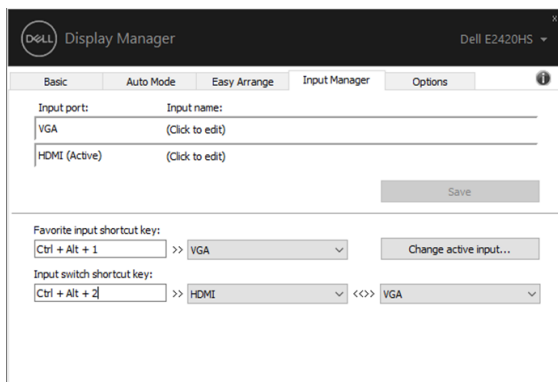 DELL Display Manager Dell E2420HS
x
Basic Auto Mode Easy Arrange Input Manager Options i
Input port: Input name:
VGA (Click to edit)
HDMI (Active) (Click to edit)
Save
Favorite input shortcut key:
Ctrl + Alt + 1 >> VGA Change active input...
Input switch shortcut key:
Ctrl + Alt + 2 >> HDMI <<>> VGA